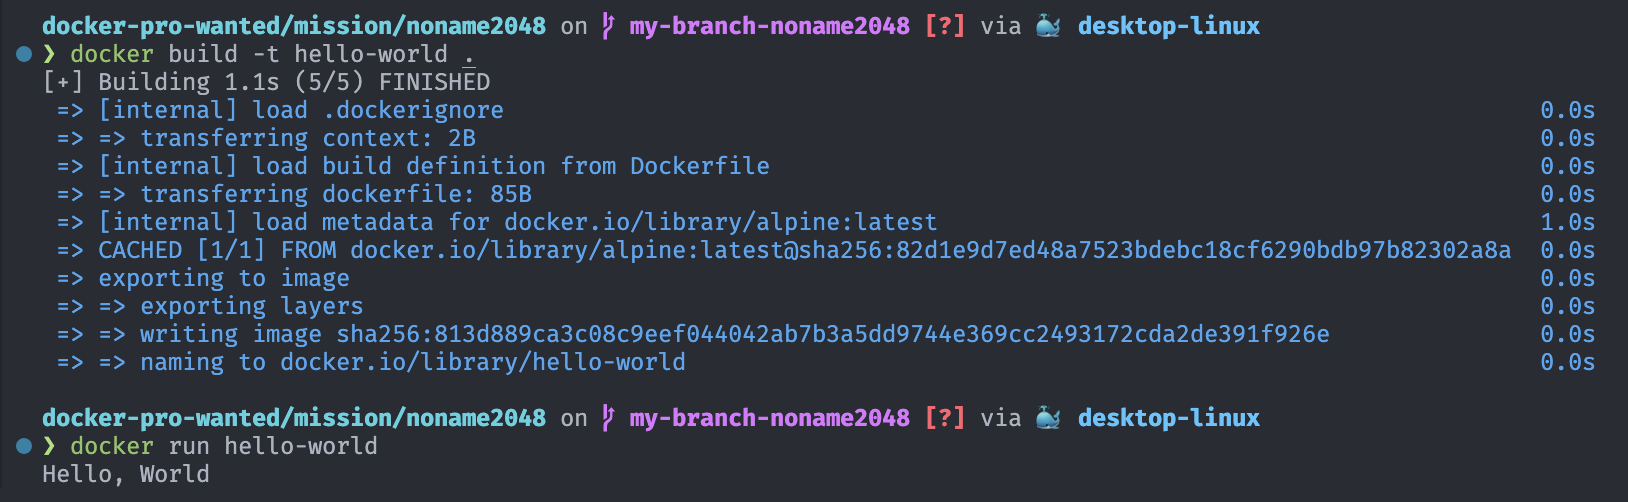 docker-pro-wanted/mission/noname2048 on my-branch-noname2048 [?] via 🐳 desktop-linux
❯ docker build -t hello-world .
[+] Building 1.1s (5/5) FINISHED
=> [internal] load .dockerignore 0.0s
=> => transferring context: 2B 0.0s
=> [internal] load build definition from Dockerfile 0.0s
=> => transferring dockerfile: 85B 0.0s
=> [internal] load metadata for docker.io/library/alpine:latest 1.0s
=> CACHED [1/1] FROM docker.io/library/alpine:latest@sha256:82d1e9d7ed48a7523bdebc18cf6290bdb97b82302a8a 0.0s
=> exporting to image 0.0s
=> => exporting layers 0.0s
=> => writing image sha256:813d889ca3c08c9eef044042ab7b3a5dd9744e369cc2493172cda2de391f926e 0.0s
=> => naming to docker.io/library/hello-world 0.0s
docker-pro-wanted/mission/noname2048 on my-branch-noname2048 [?] via 🐳 desktop-linux
❯ docker run hello-world
Hello, World